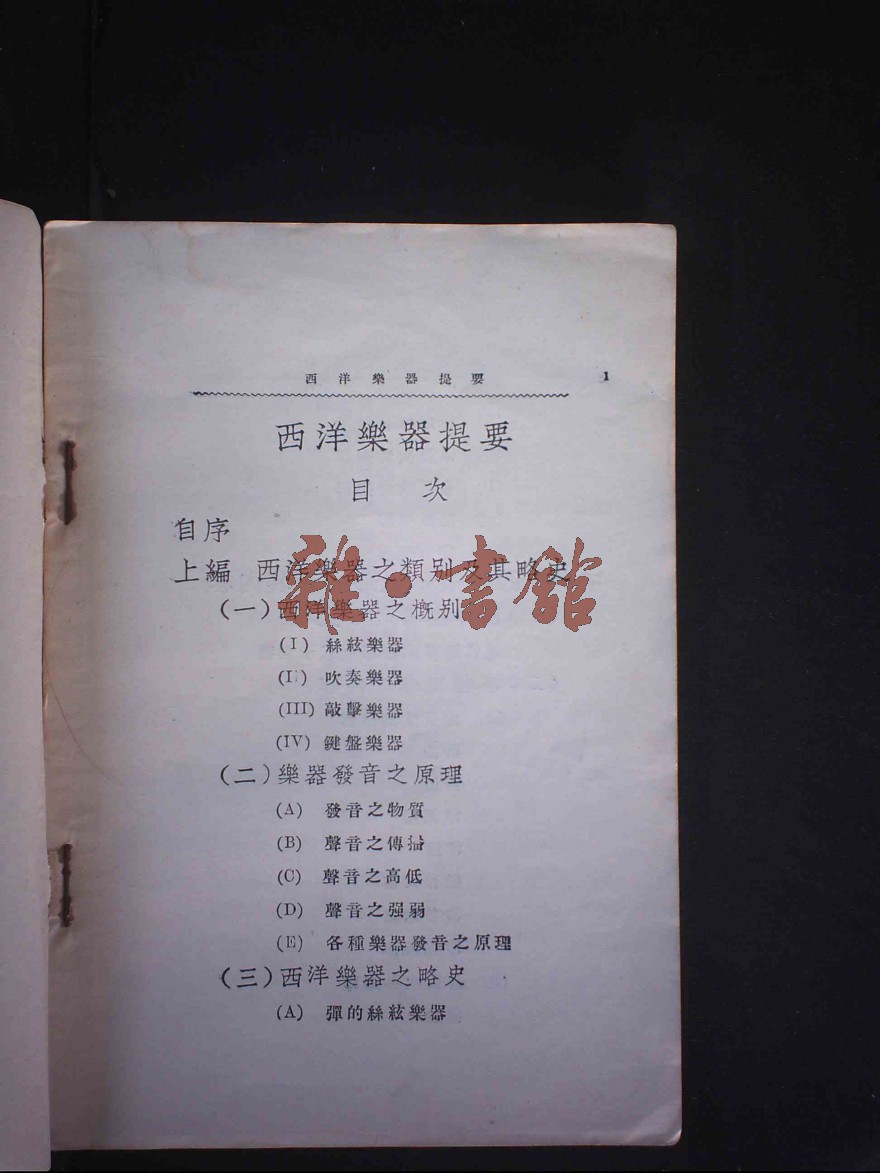 西洋樂器提要 1
西洋樂器提要
目 次
自序
上編 西洋樂器之類別及其略史
(一)西洋樂器之概別
(I) 絲絃樂器
(II) 吹奏樂器
(III) 敲擊樂器
(IV) 鍵盤樂器
(二)樂器發音之原理
(A) 發音之物質
(B) 聲音之傳播
(C) 聲音之高低
(D) 聲音之强弱
(E) 各種樂器發音之原理
(三)西洋樂器之略史
(A) 彈的絲絃樂器
雜·書館